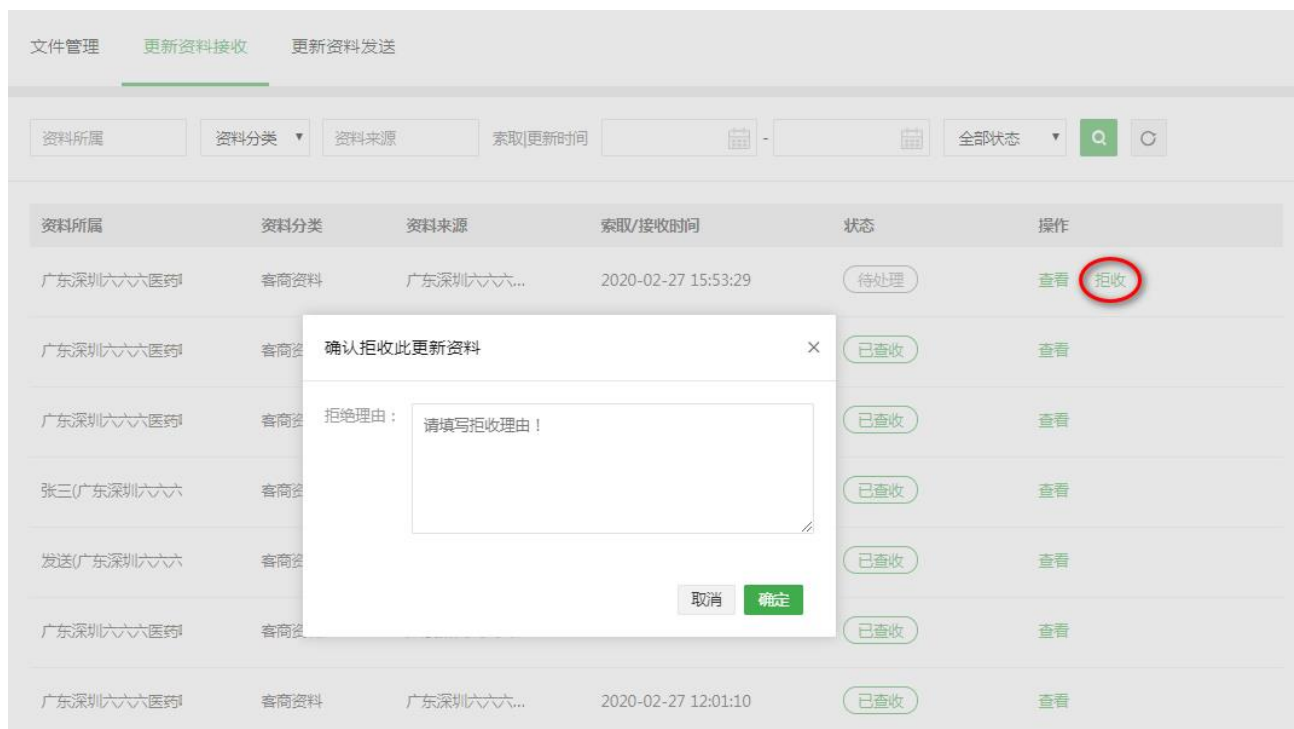 文件管理 更新资料接收 更新资料发送
资料所属 资料分类 资料来源 索取|更新时间 - 全部状态
资料所属 资料分类 资料来源 索取/接收时间 状态 操作
广东深圳六六六医药 客商资料 广东深圳六六六... 2020-02-27 15:53:29 待处理 查看 拒收
确认拒收此更新资料 ×
广东深圳六六六医药 客商 已查收 查看
拒绝理由： 请填写拒收理由！
广东深圳六六六医药 客商 已查收 查看
张三(广东深圳六六六 客商 已查收 查看
发送(广东深圳六六六 客商 已查收 查看
取消 确定
广东深圳六六六医药 客商 已查收 查看
广东深圳六六六医药 客商资料 广东深圳六六六... 2020-02-27 12:01:10 已查收 查看